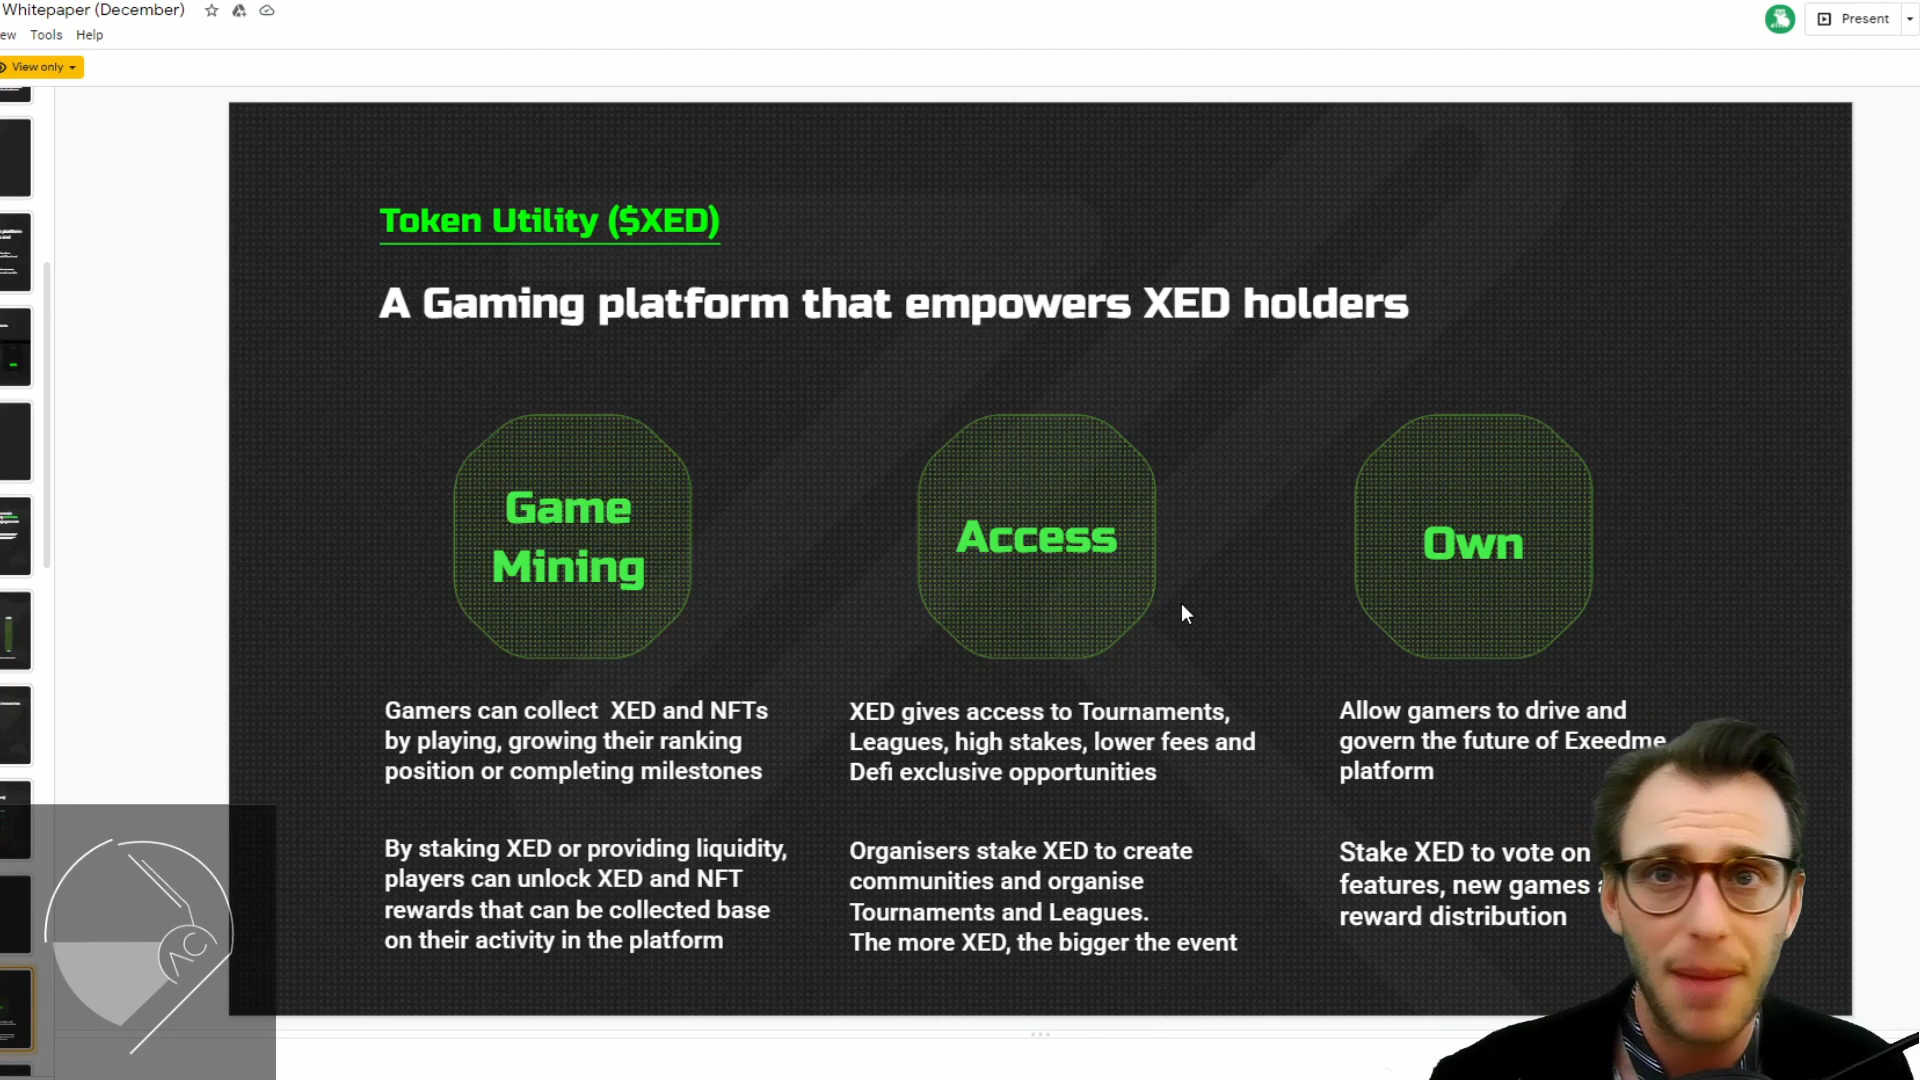 Whitepaper (December)
ew Tools Help
Present
View only
Token Utility ($XED)
A Gaming platform that empowers XED holders
Game
Mining
Access
Own
Gamers can collect XED and NFTs
by playing, growing their ranking
position or completing milestones
By staking XED or providing liquidity,
players can unlock XED and NFT
rewards that can be collected base
on their activity in the platform
XED gives access to Tournaments,
Leagues, high stakes, lower fees and
Defi exclusive opportunities
Organisers stake XED to create
communities and organise
Tournaments and Leagues.
The more XED, the bigger the event
Allow gamers to drive and
govern the future of Exeedme
platform
Stake XED to vote on
features, new games
reward distribution